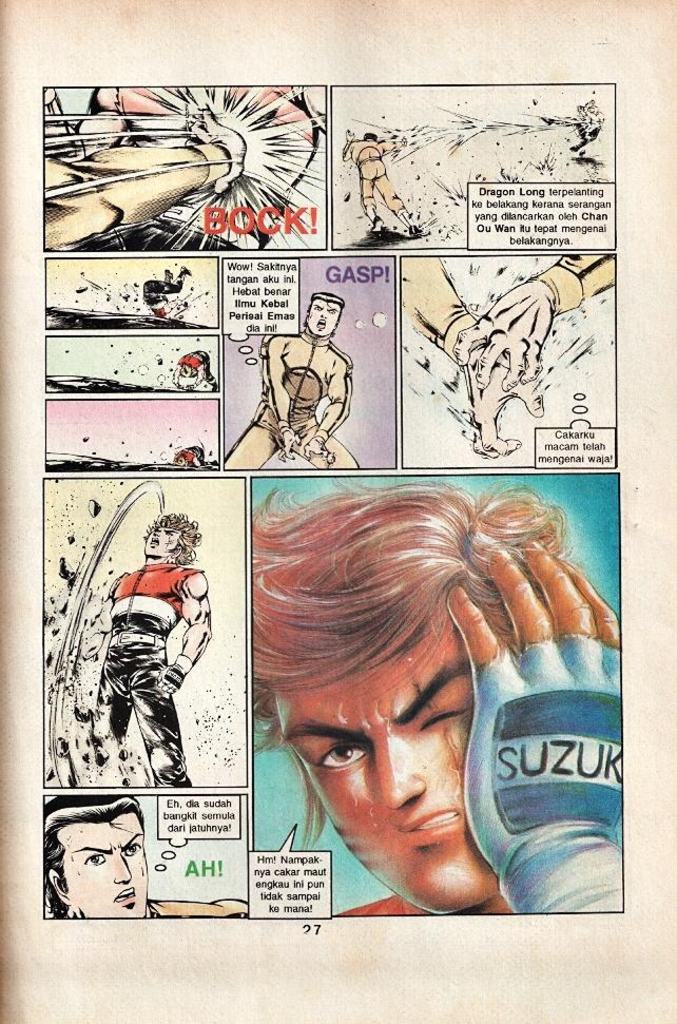 BOCK!
Dragon Long terpelanting
ke belakang kerana serangan
yang dilancarkan oleh Chan
Ou Wan itu tepat mengenai
belakangnya.
Wow! Sakitnya
tangan aku ini.
Hebat benar
Ilmu Kebal
Perisai Emas
dia ini!
GASP!
Cakarku
macam telah
mengenai waja!
SUZUK
Eh, dia sudah
bangkit semula
dari jatuhnya!
AH!
Hm! Nampak-
nya cakar maut
engkau ini pun
tidak sampai
ke mana!
27